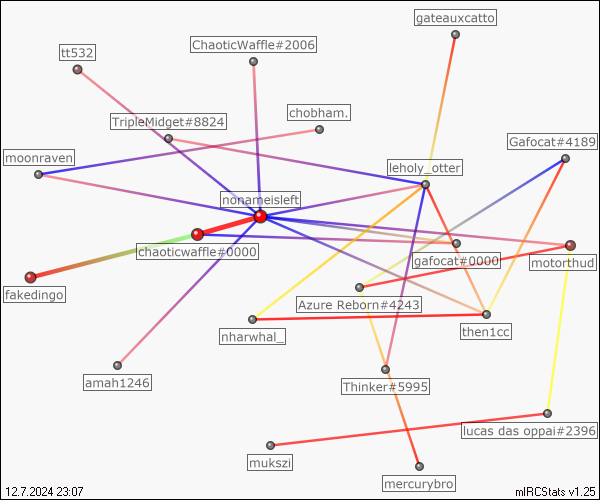 gateauxcatto
ChaoticWaffle#2006
tt532
chobham.
TripleMidget#8824
Gafocat#4189
moonraven
leholy_otter
nonameisleft
chaoticwaffle#0000
gafocat#0000
motorthud
fakedingo
Azure Reborn#4243
nharwhal_
then1cc
amah1246
Thinker#5995
lucas das oppai#2396
mukszi
mercurybro
12.7.2024 23:07
mIRCStats v1.25